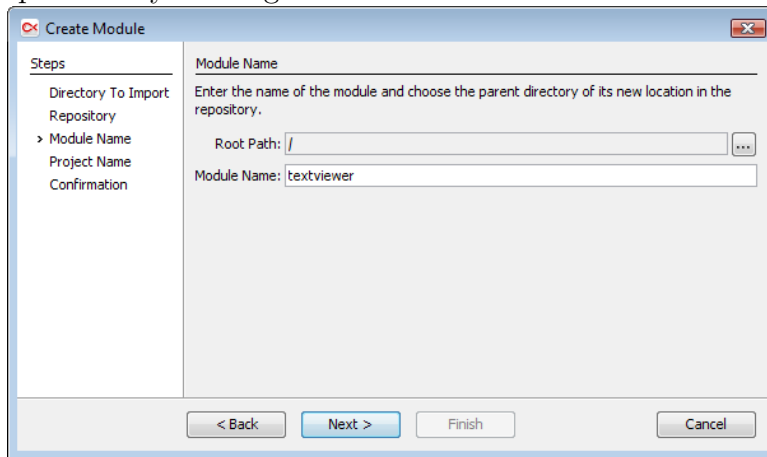 Create Module
Steps
Directory To Import
Repository
> Module Name
Project Name
Confirmation
Module Name
Enter the name of the module and choose the parent directory of its new location in the
repository.
Root Path: /
...
Module Name: textviewer
< Back
Next >
Finish
Cancel